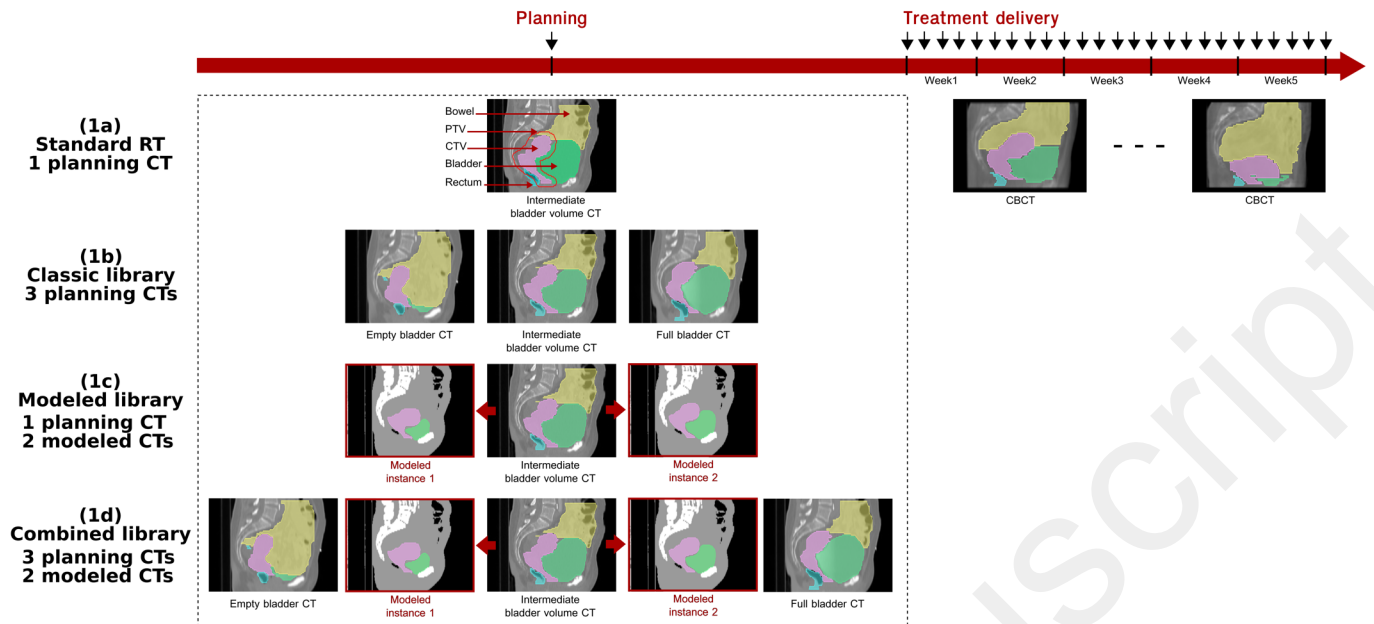 Planning
Treatment delivery
Week1 Week2 Week3 Week4 Week5
(1a)
Standard RT
1 planning CT
Bowel
PTV
CTV
Bladder
Rectum
Intermediate
bladder volume CT
- - -
CBCT
CBCT
(1b)
Classic library
3 planning CTs
Empty bladder CT
Intermediate
bladder volume CT
Full bladder CT
(1c)
Modeled library
1 planning CT
2 modeled CTs
Modeled
instance 1
Intermediate
bladder volume CT
Modeled
instance 2
(1d)
Combined library
3 planning CTs
2 modeled CTs
Empty bladder CT
Modeled
instance 1
Intermediate
bladder volume CT
Modeled
instance 2
Full bladder CT
uscript